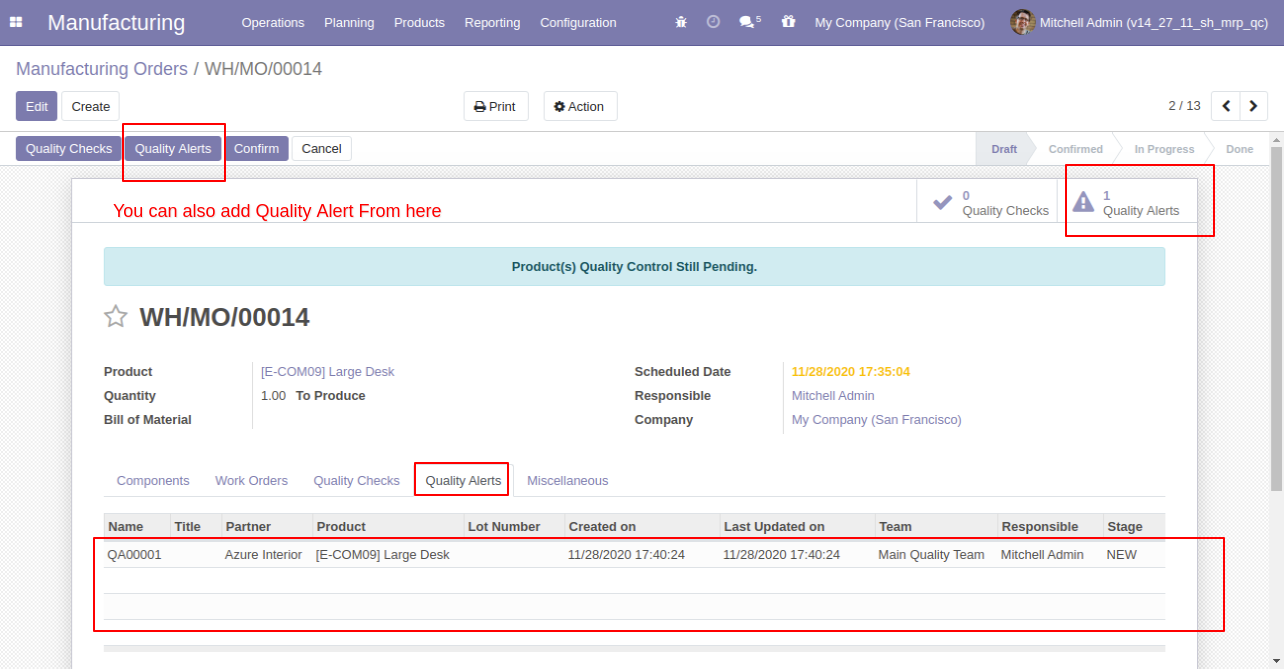 Manufacturing Operations Planning Products Reporting Configuration 5 My Company (San Francisco) Mitchell Admin (v14_27_11_sh_mrp_qc)
Manufacturing Orders / WH/MO/00014
Edit Create Print Action 2 / 13
Quality Checks Quality Alerts Confirm Cancel Draft Confirmed In Progress Done
0 1
You can also add Quality Alert From here Quality Checks Quality Alerts
Product(s) Quality Control Still Pending.
WH/MO/00014
Product [E-COM09] Large Desk Scheduled Date 11/28/2020 17:35:04
Quantity 1.00 To Produce Responsible Mitchell Admin
Bill of Material Company My Company (San Francisco)
Components Work Orders Quality Checks Quality Alerts Miscellaneous
Name Title Partner Product Lot Number Created on Last Updated on Team Responsible Stage
QA00001 Azure Interior [E-COM09] Large Desk 11/28/2020 17:40:24 11/28/2020 17:40:24 Main Quality Team Mitchell Admin NEW